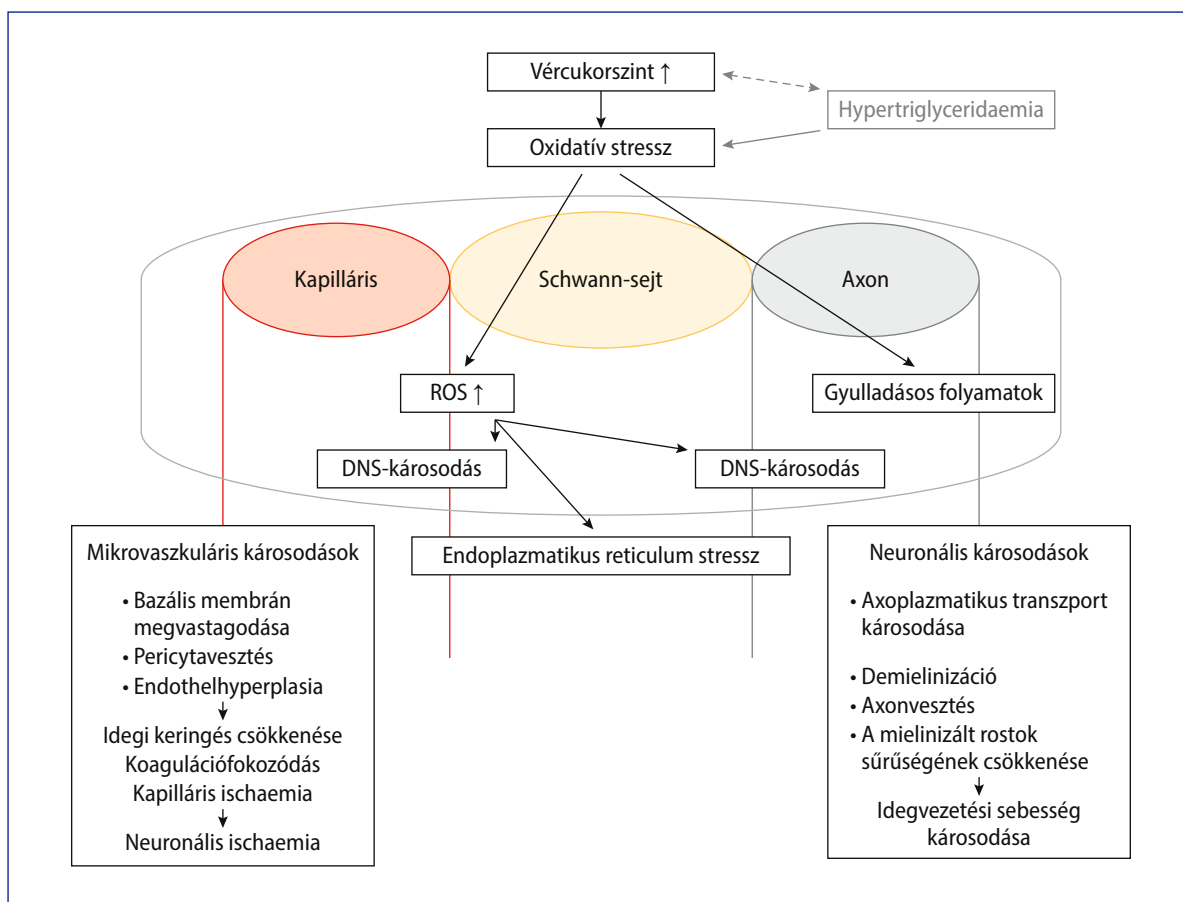 Vércukorszint ↑
Hypertriglyceridaemia
Oxidatív stressz
Kapilláris
Schwann-sejt
Axon
ROS ↑
Gyulladásos folyamatok
DNS-károsodás
DNS-károsodás
Endoplazmatikus reticulum stressz
Mikrovaszkuláris károsodások
• Bazális membrán
megvastagodása
• Pericytavesztés
• Endothelhyperplasia
Idegi keringés csökkenése
Koagulációfokozódás
Kapilláris ischaemia
Neuronális ischaemia
Neuronális károsodások
• Axoplazmatikus transzport
károsodása
• Demielinizáció
• Axonvesztés
• A mielinizált rostok
sűrűségének csökkenése
Idegvezetési sebesség
károsodása